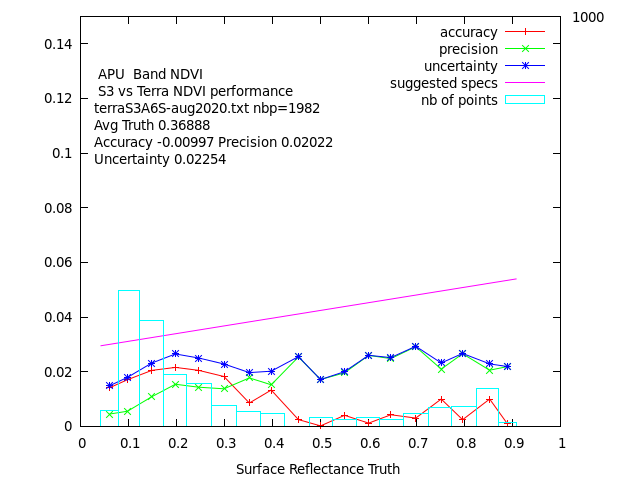 1000
accuracy
precision
uncertainty
suggested specs
nb of points
APU  Band NDVI
S3 vs Terra NDVI performance
terraS3A6S-aug2020.txt nbp=1982
Avg Truth 0.36888
Accuracy -0.00997 Precision 0.02022
Uncertainty 0.02254
0.14
0.12
0.1
0.08
0.06
0.04
0.02
0
0 0.1 0.2 0.3 0.4 0.5 0.6 0.7 0.8 0.9 1
Surface Reflectance Truth